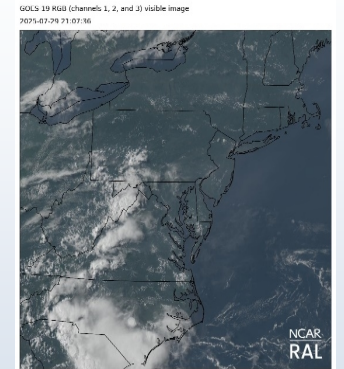 GOES 19 RGB (channels 1, 2, and 3) visible image
2025-07-29 21:07:36
NCAR
RAL